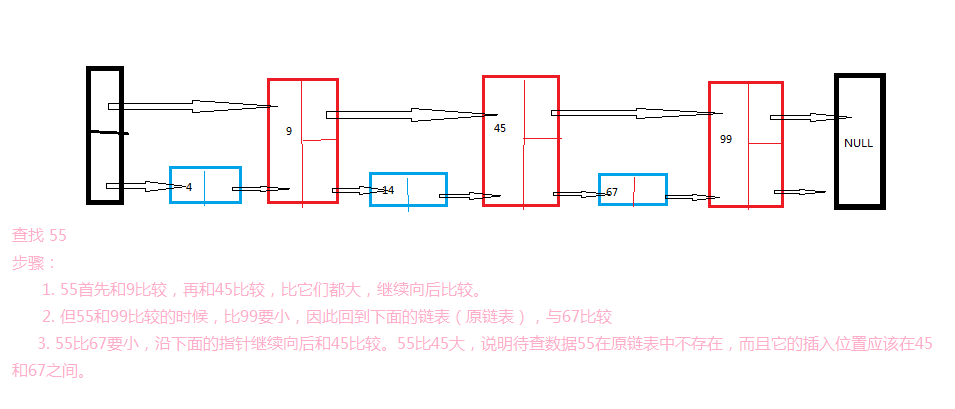 9
45
99
NULL
4
14
67
查找 55
步骤：
1. 55首先和9比较，再和45比较，比它们都大，继续向后比较。
2. 但55和99比较的时候，比99要小，因此回到下面的链表（原链表），与67比较
3. 55比67要小，沿下面的指针继续向后和45比较。55比45大，说明待查数据55在原链表中不存在，而且它的插入位置应该在45
和67之间。